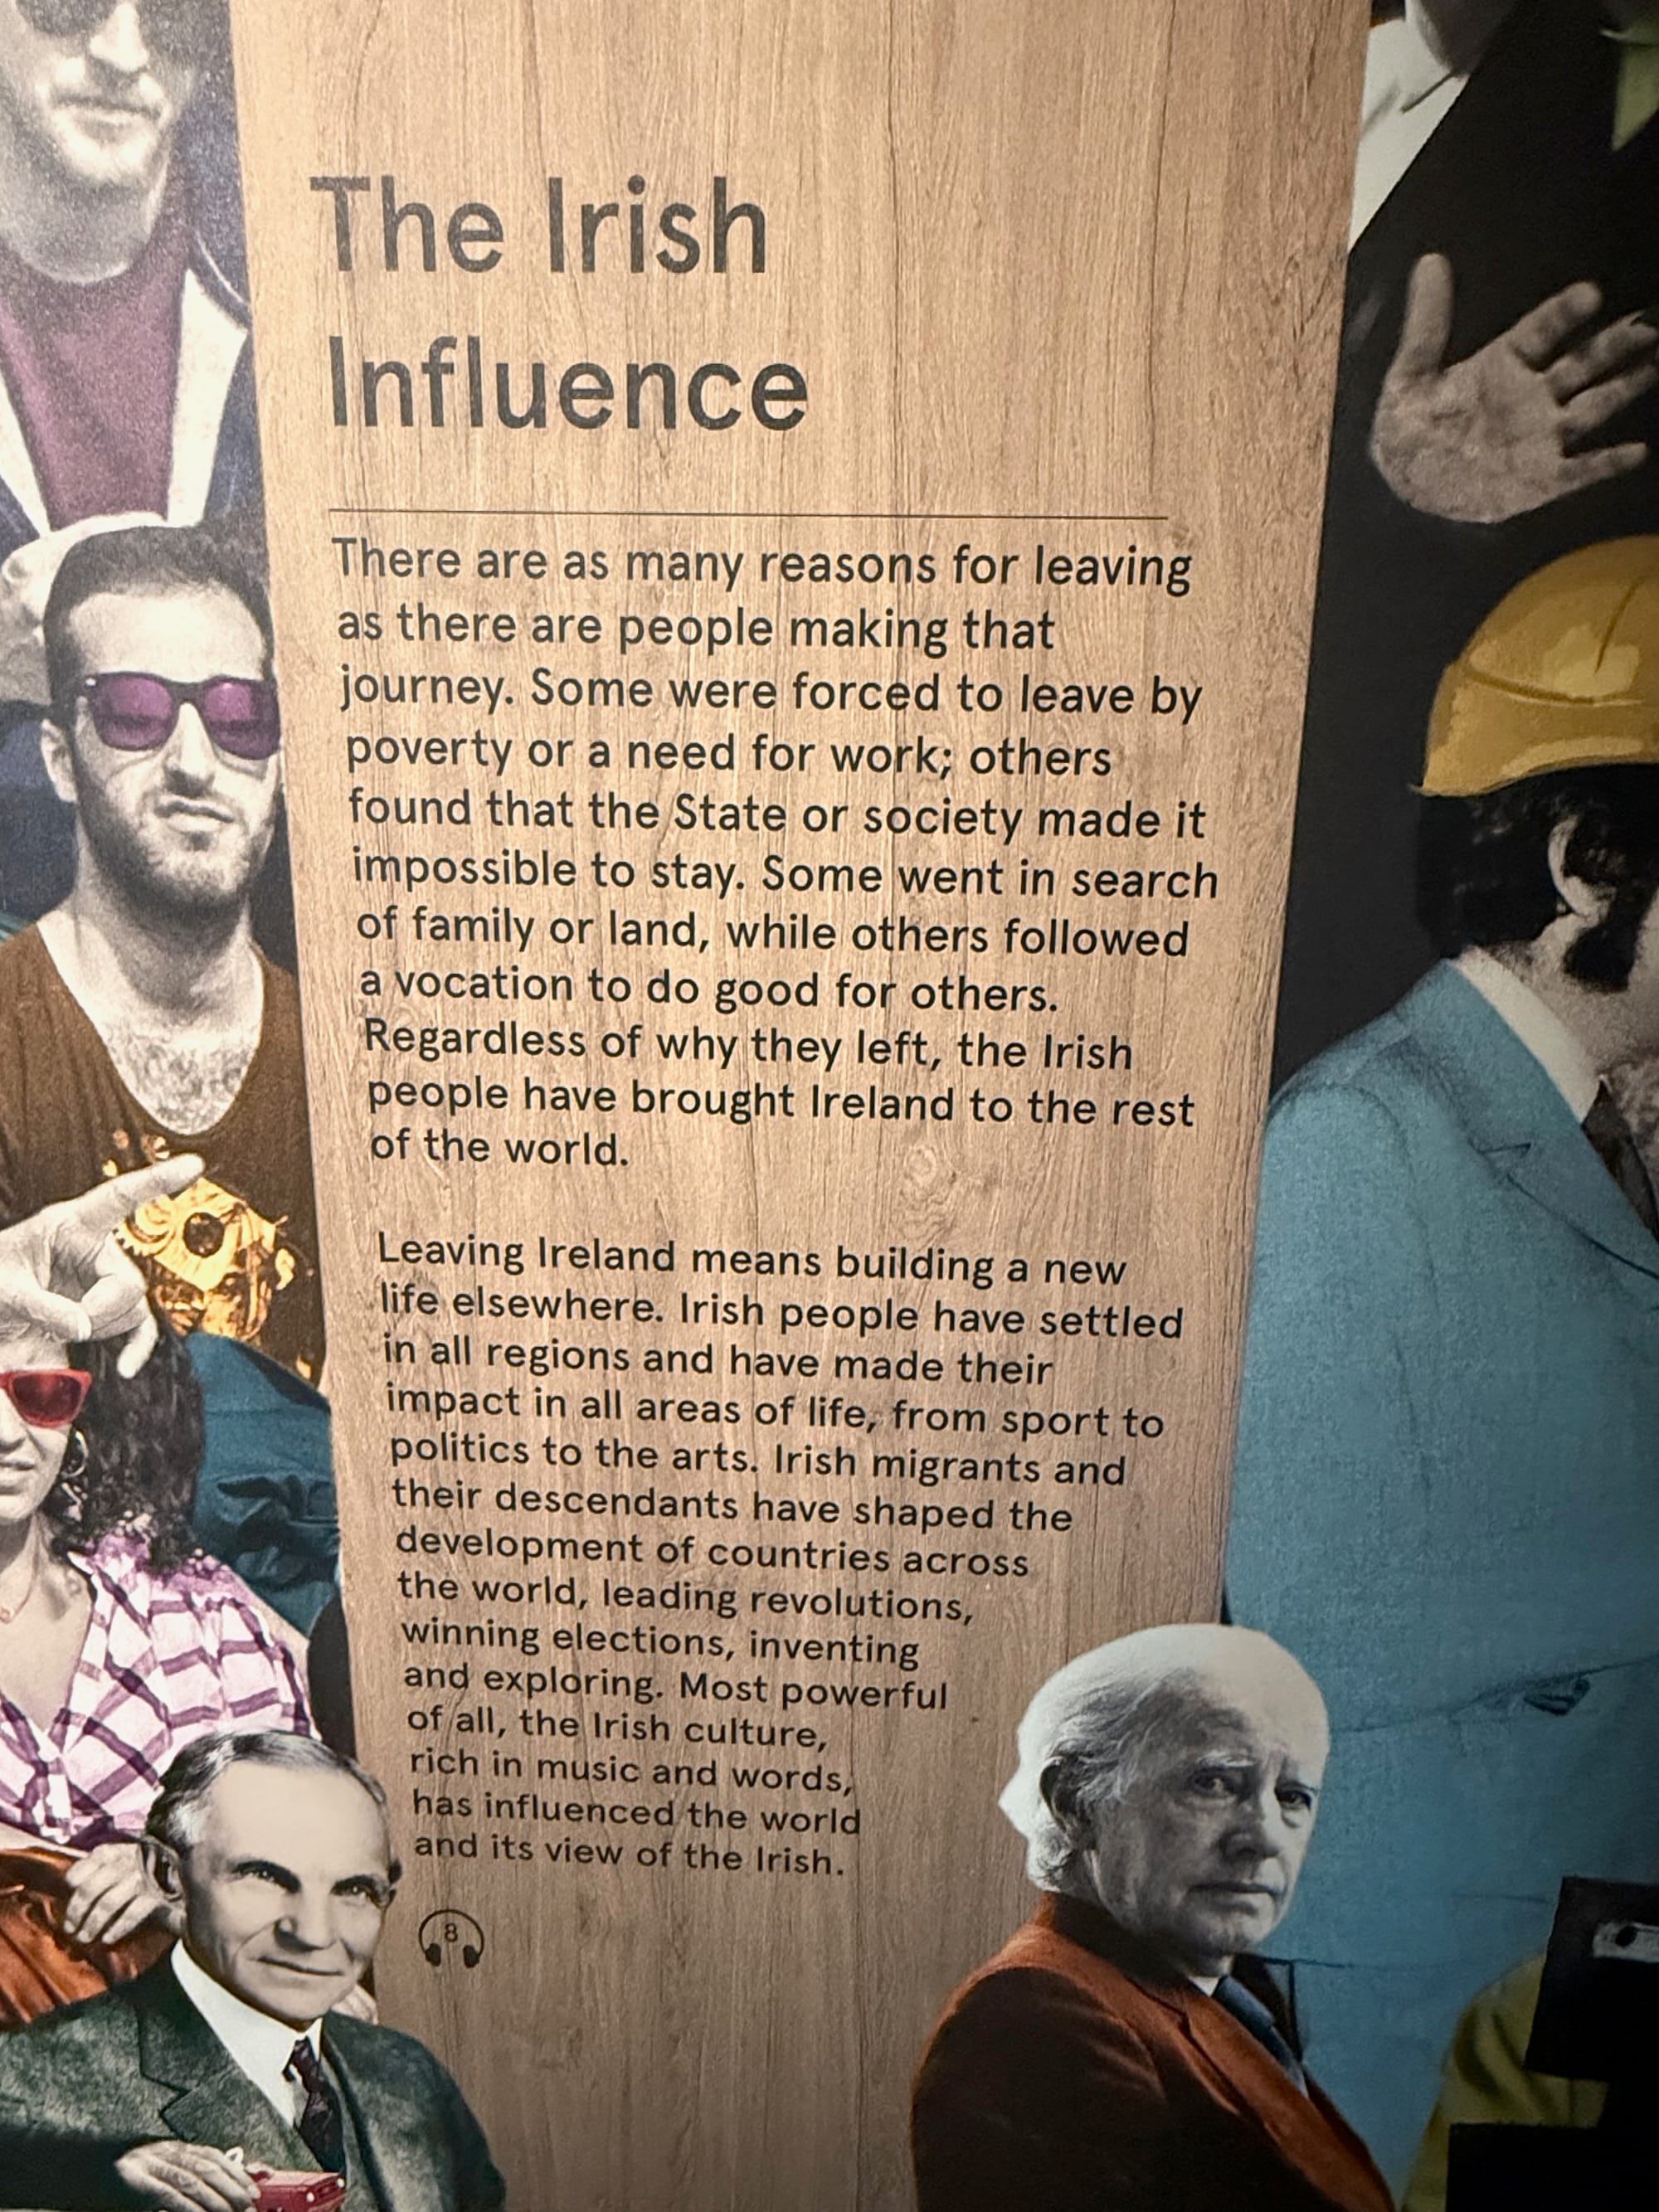 The Irish
Influence
There are as many reasons for leaving
as there are people making that
journey. Some were forced to leave by
poverty or a need for work; others
found that the State or society made it
impossible to stay. Some went in search
of family or land, while others followed
a vocation to do good for others.
Regardless of why they left, the Irish
people have brought Ireland to the rest
of the world.
Leaving Ireland means building a new
life elsewhere. Irish people have settled
in all regions and have made their
impact in all areas of life, from sport to
politics to the arts. Irish migrants and
their descendants have shaped the
development of countries across
the world, leading revolutions,
winning elections, inventing
and exploring. Most powerful
of all, the Irish culture,
rich in music and words,
has influenced the world
and its view of the Irish.
8